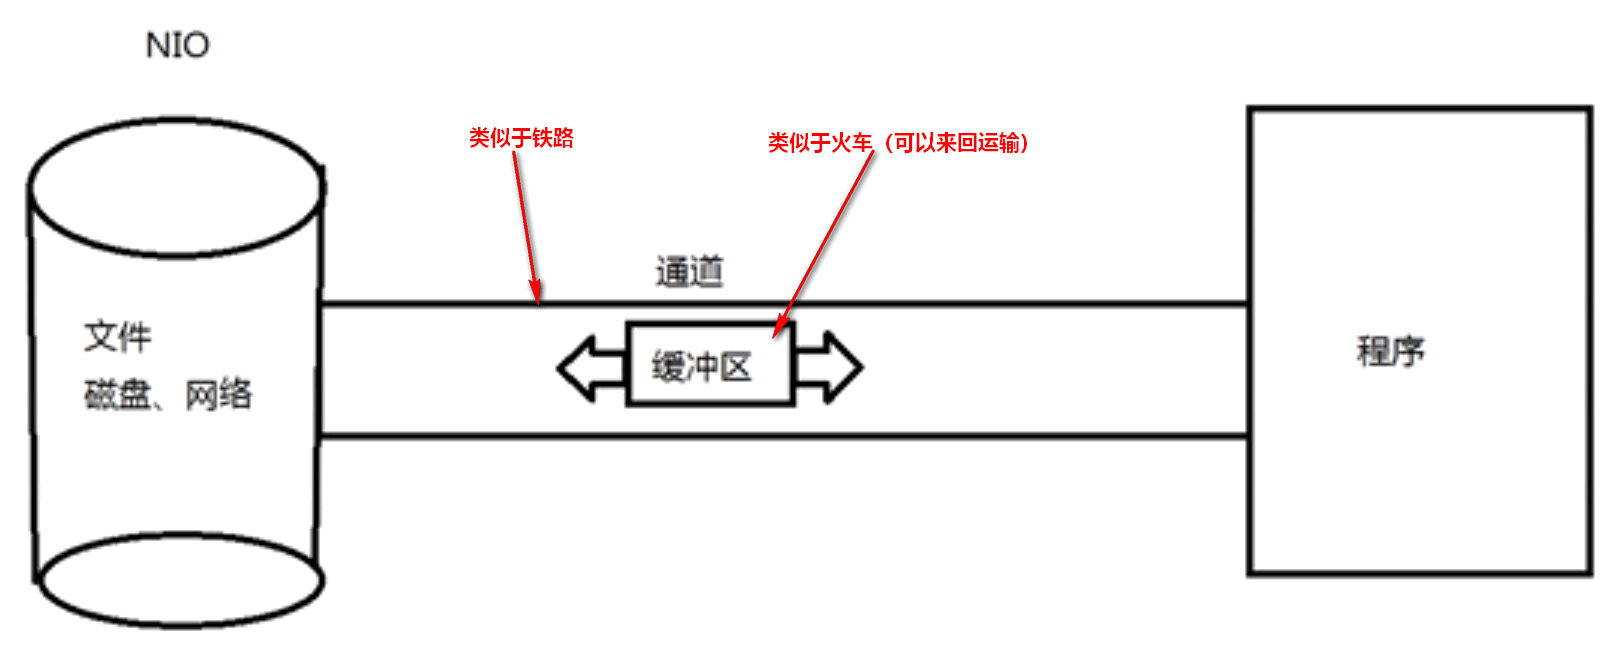 NIO
类似于铁路
类似于火车（可以来回运输）
通道
文件
磁盘、网络
缓冲区
程序